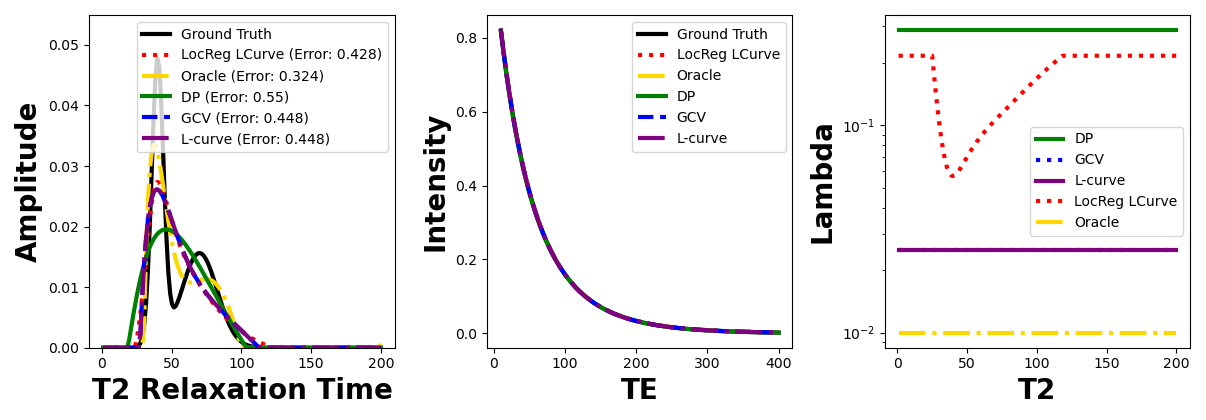 Amplitude
0.05
0.04
0.03
0.02
0.01
0.00
Ground Truth
LocReg LCurve (Error: 0.428)
Oracle (Error: 0.324)
DP (Error: 0.55)
GCV (Error: 0.448)
L-curve (Error: 0.448)
0 50 100 150 200
T2 Relaxation Time
Intensity
0.8
0.6
0.4
0.2
0.0
Ground Truth
LocReg LCurve
Oracle
DP
GCV
L-curve
0 100 200 300 400
TE
Lambda
10⁻¹
10⁻²
DP
GCV
L-curve
LocReg LCurve
Oracle
0 50 100 150 200
T2